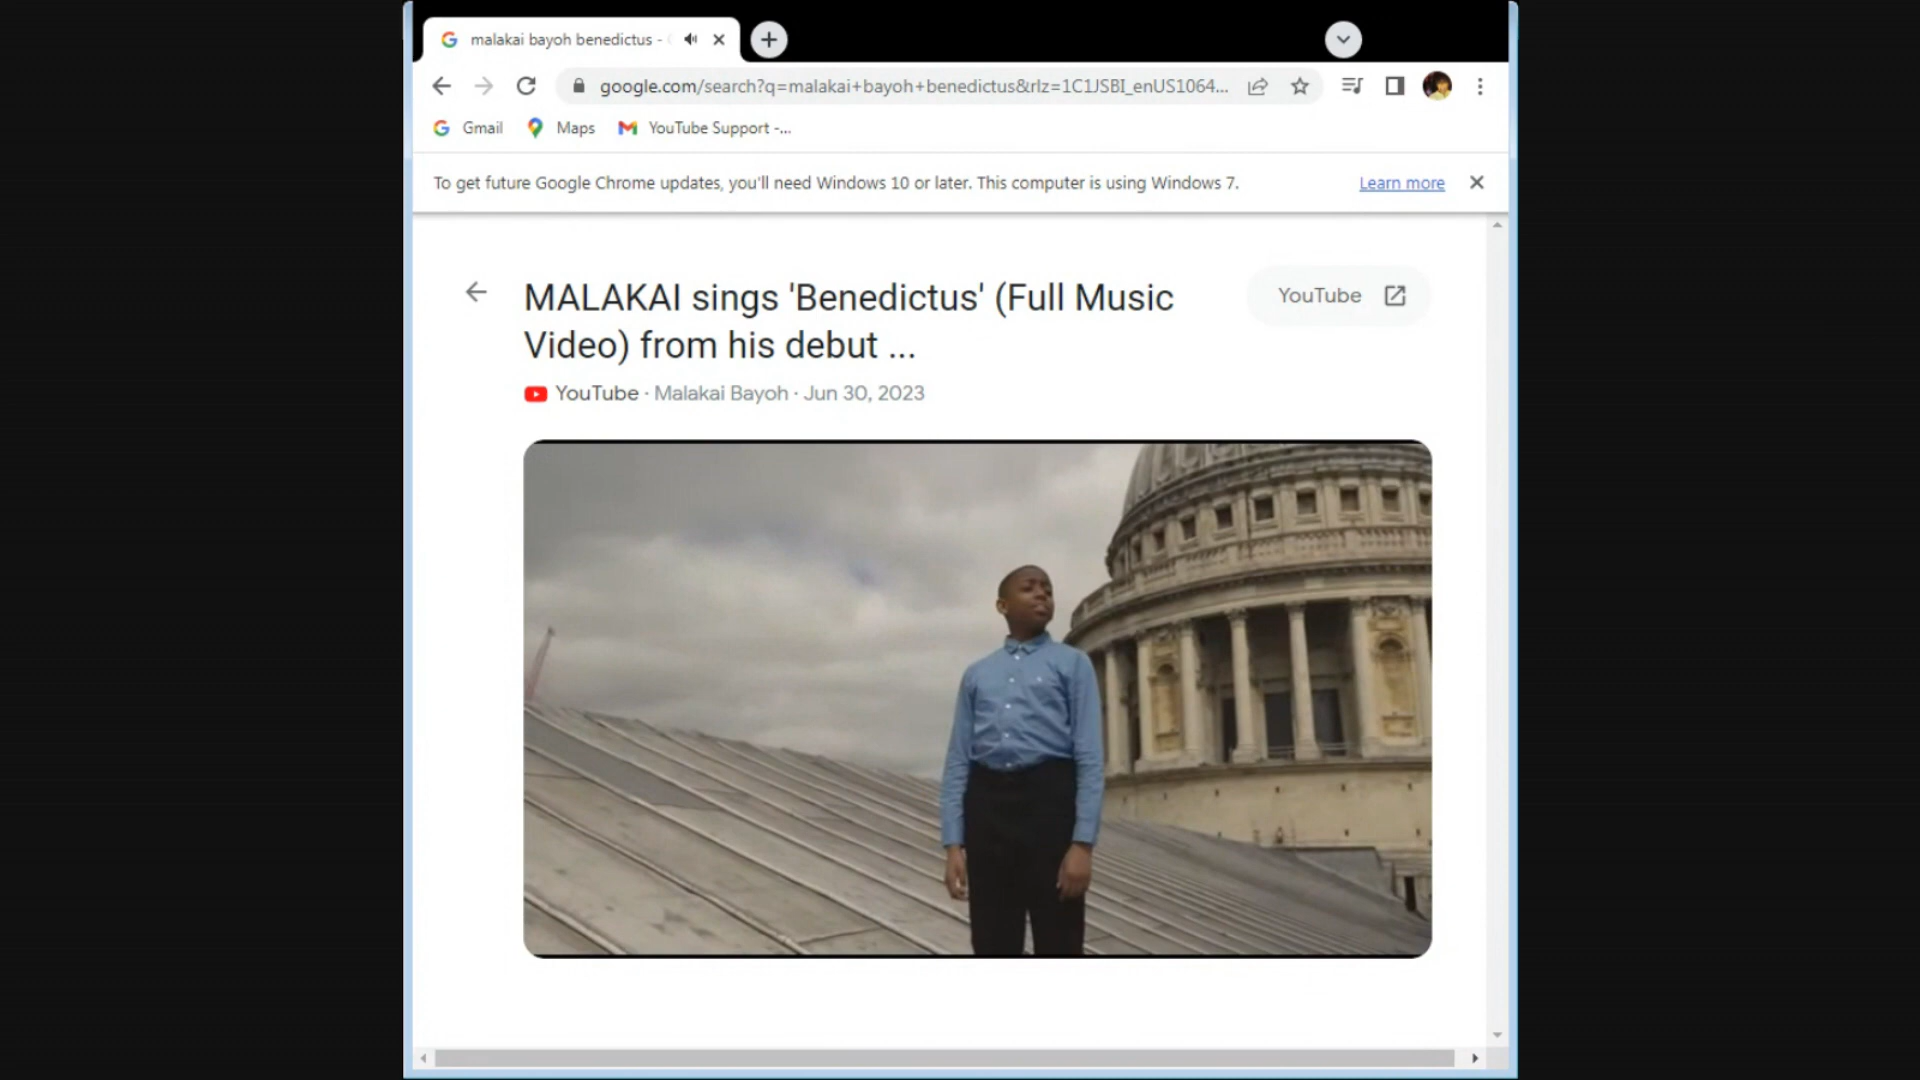 malakai bayoh benedictus -
google.com/search?q=malakai+bayoh+benedictus&rlz=1C1JSBI_enUS1064...
Gmail Maps YouTube Support -...
To get future Google Chrome updates, you'll need Windows 10 or later. This computer is using Windows 7. Learn more
MALAKAI sings 'Benedictus' (Full Music
Video) from his debut ...
YouTube
YouTube · Malakai Bayoh · Jun 30, 2023